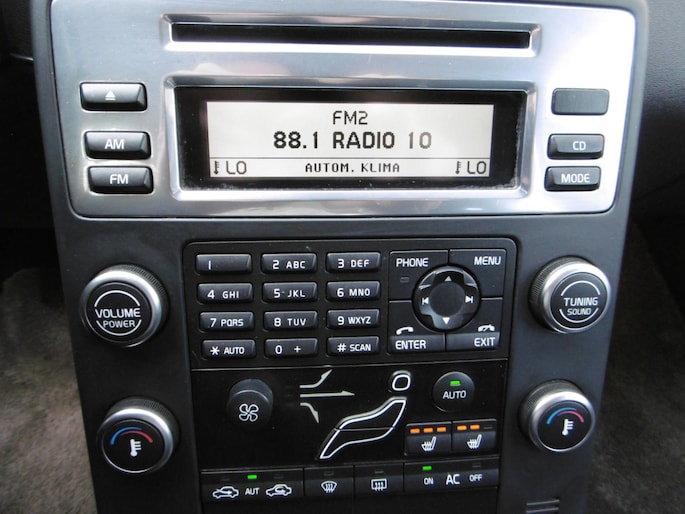 FM2
88.1 RADIO 10
LO AUTOM. KLIMA LO
AM
FM
CD
MODE
VOLUME
POWER
1 2 ABC 3 DEF
4 GHI 5 JKL 6 MNO
7 PQRS 8 TUV 9 WXYZ
* AUTO 0 + # SCAN
PHONE MENU
ENTER EXIT
TUNING
SOUND
AUTO
AUT
ON AC OFF